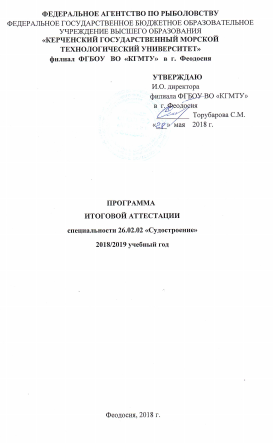 ФЕДЕРАЛЬНОЕ АГЕНТСТВО ПО РЫБОЛОВСТВУ
ФЕДЕРАЛЬНОЕ ГОСУДАРСТВЕННОЕ БЮДЖЕТНОЕ ОБРАЗОВАТЕЛЬНОЕ
УЧРЕЖДЕНИЕ ВЫСШЕГО ОБРАЗОВАНИЯ
«КЕРЧЕНСКИЙ ГОСУДАРСТВЕННЫЙ МОРСКОЙ
ТЕХНОЛОГИЧЕСКИЙ УНИВЕРСИТЕТ»
филиал ФГБОУ ВО «КГМТУ» в г. Феодосия
УТВЕРЖДАЮ
И.О. директора
филиала ФГБОУ ВО «КГМТУ»
в г. Феодосия
Торубарова С.М.
«28» мая 2018 г.
ПРОГРАММА
ИТОГОВОЙ АТТЕСТАЦИИ
специальности 26.02.02 «Судостроение»
2018/2019 учебный год
Феодосия, 2018 г.